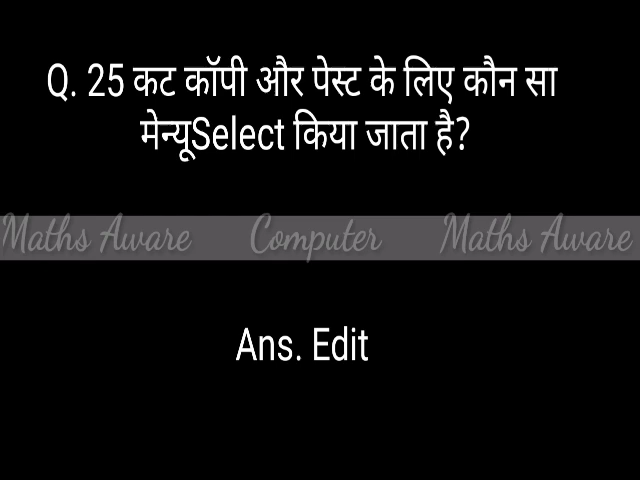 Q. 25 कट कॉपी और पेस्ट के लिए कौन सा
मेन्यूSelect किया जाता है?
Maths Aware Computer Maths Aware
Ans. Edit